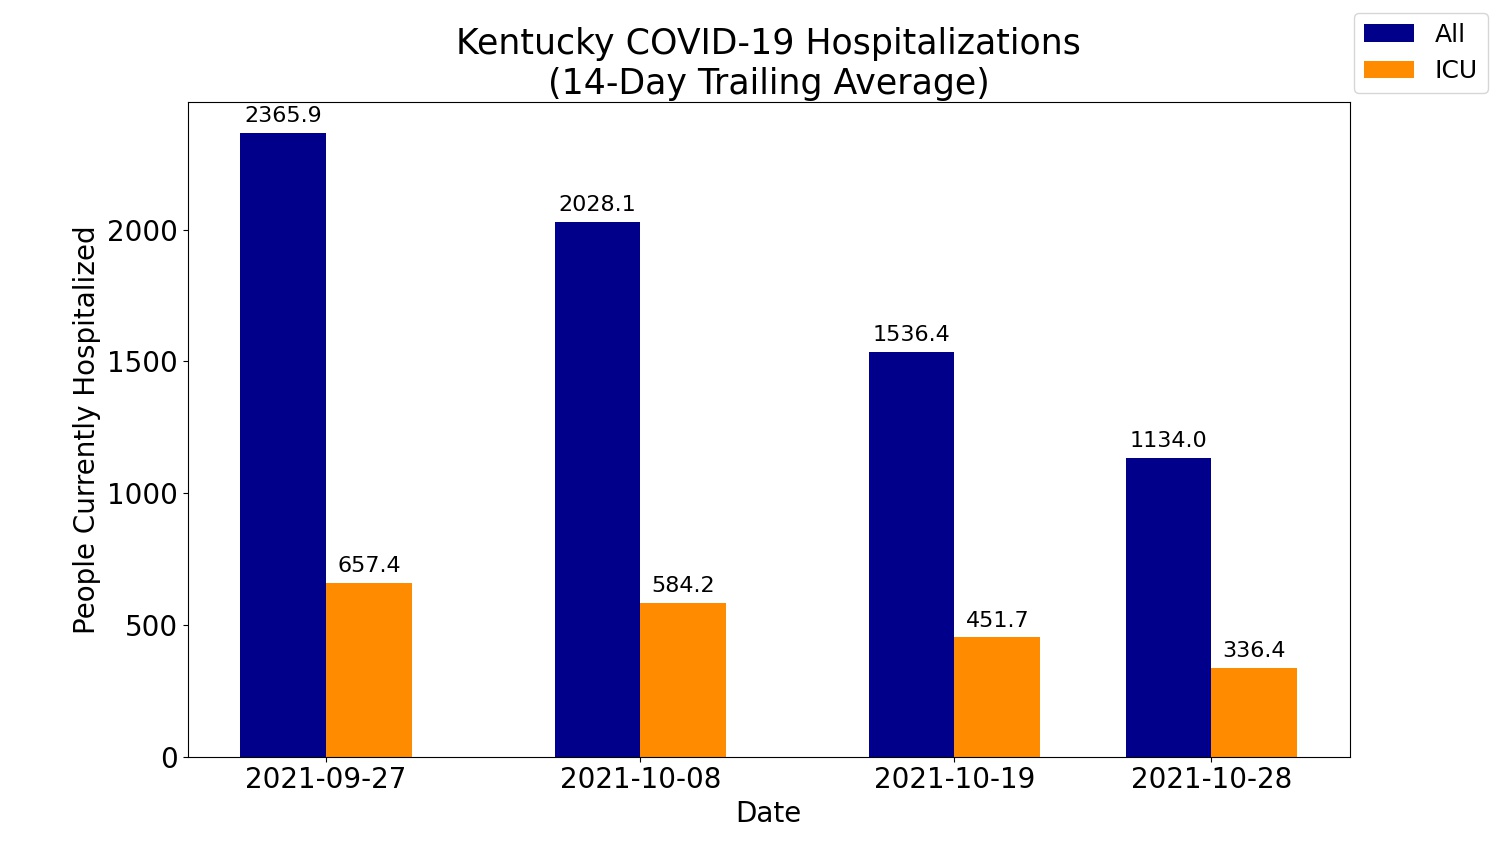 Kentucky COVID-19 Hospitalizations
(14-Day Trailing Average)
All
ICU
People Currently Hospitalized
2000
1500
1000
500
0
2365.9
657.4
2028.1
584.2
1536.4
451.7
1134.0
336.4
2021-09-27
2021-10-08
2021-10-19
2021-10-28
Date